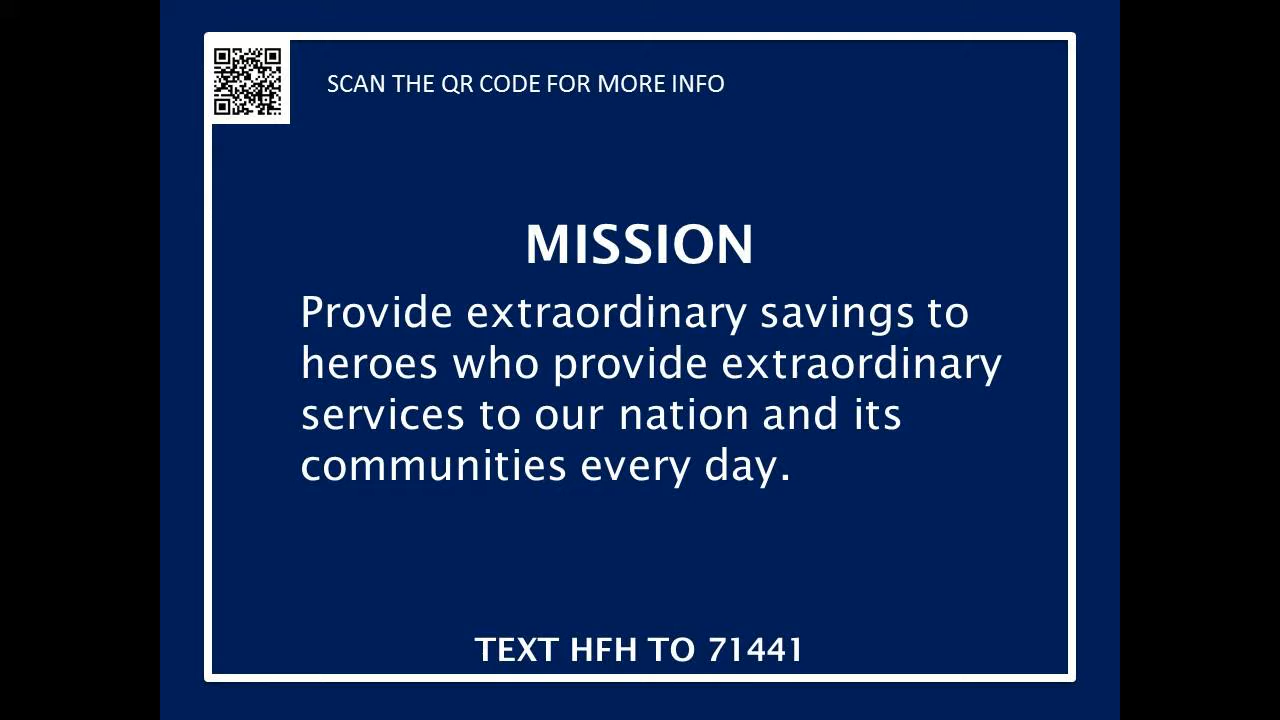 SCAN THE QR CODE FOR MORE INFO
MISSION
Provide extraordinary savings to
heroes who provide extraordinary
services to our nation and its
communities every day.
TEXT HFH TO 71441